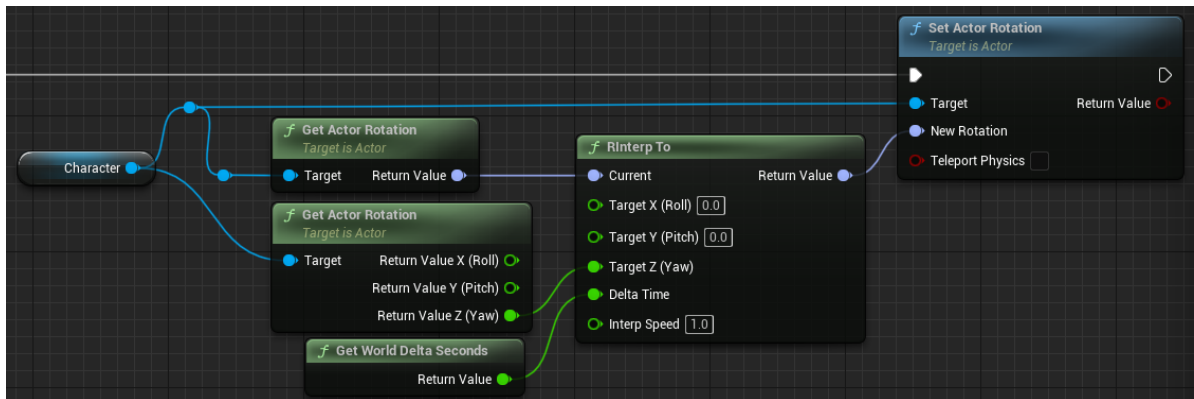 f Set Actor Rotation
Target is Actor
Target Return Value
New Rotation
Teleport Physics
Character
f Get Actor Rotation
Target is Actor
Target Return Value
f Get Actor Rotation
Target is Actor
Target Return Value X (Roll)
Return Value Y (Pitch)
Return Value Z (Yaw)
f Get World Delta Seconds
Return Value
f RInterp To
Current Return Value
Target X (Roll) 0.0
Target Y (Pitch) 0.0
Target Z (Yaw)
Delta Time
Interp Speed 1.0